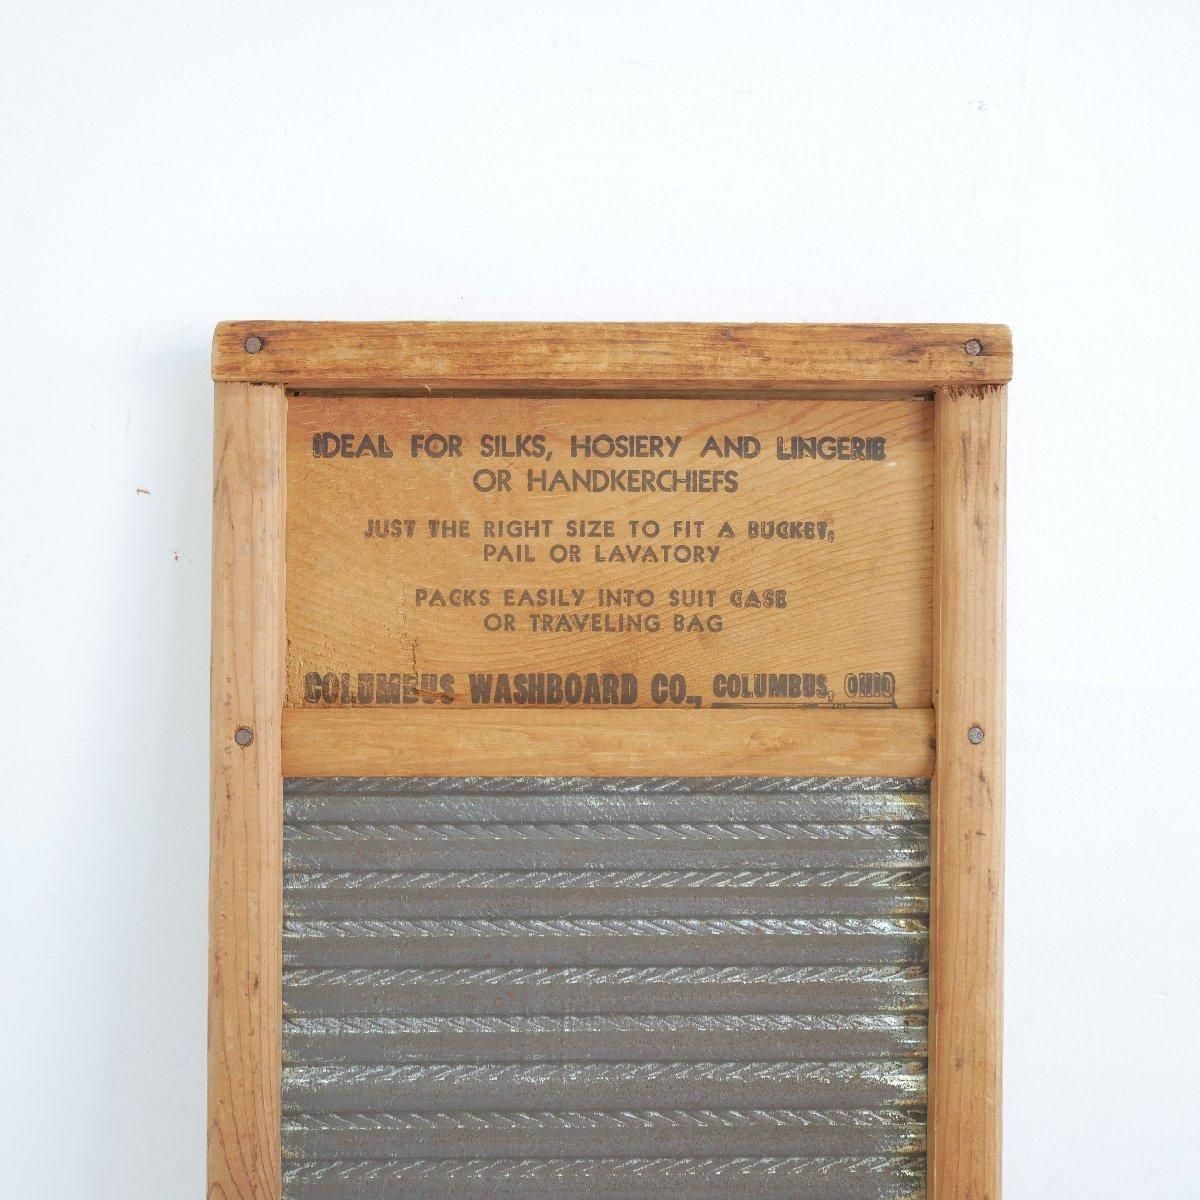 IDEAL FOR SILKS, HOSIERY AND LINGERIE
OR HANDKERCHIEFS
JUST THE RIGHT SIZE TO FIT A BUCKET,
PAIL OR LAVATORY
PACKS EASILY INTO SUIT CASE
OR TRAVELING BAG
COLUMBUS WASHBOARD CO., COLUMBUS, OHIO